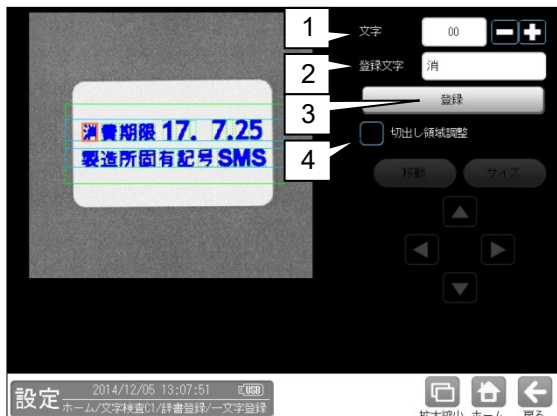 1
文字
00
2
登録文字
消
3
登録
4
切出し領域調整
移動
サイズ
消費期限 17. 7.25
製造所固有記号SMS
設定
2014/12/05 13:07:51
USB
ホーム/文字検査C1/辞書登録/一文字登録
拡大縮小
ホーム
戻る